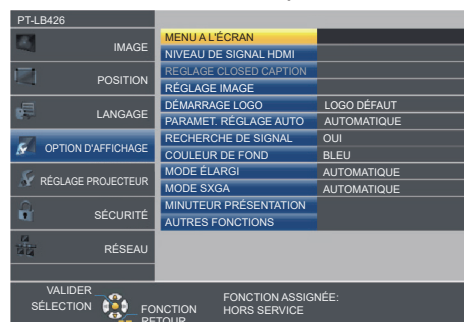 PT-LB426
IMAGE
POSITION
LANGAGE
OPTION D'AFFICHAGE
RÉGLAGE PROJECTEUR
SÉCURITÉ
RÉSEAU
MENU A L'ÉCRAN
NIVEAU DE SIGNAL HDMI
REGLAGE CLOSED CAPTION
RÉGLAGE IMAGE
DÉMARRAGE LOGO LOGO DÉFAUT
PARAMET. RÉGLAGE AUTO AUTOMATIQUE
RECHERCHE DE SIGNAL OUI
COULEUR DE FOND BLEU
MODE ÉLARGI AUTOMATIQUE
MODE SXGA AUTOMATIQUE
MINUTEUR PRÉSENTATION
AUTRES FONCTIONS
VALIDER
SÉLECTION
FONCTION
RETOUR
FONCTION ASSIGNÉE:
HORS SERVICE